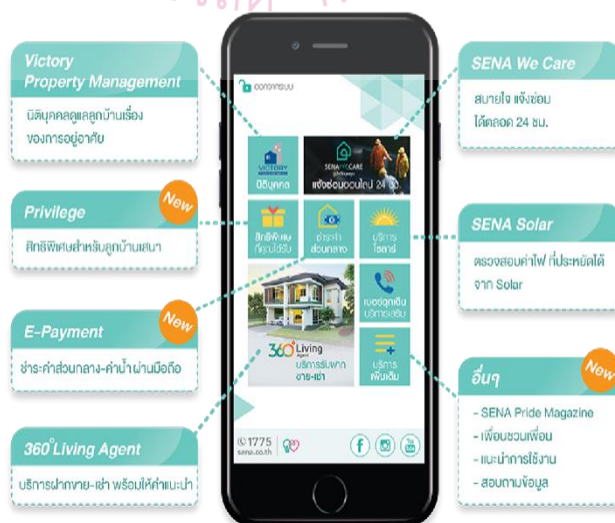 Victory
Property Management
นิติบุคคลดูแลลูกบ้านเรื่อง
ของการอยู่อาศัย
New
Privilege
สิทธิพิเศษสำหรับลูกบ้านเสนา
New
E-Payment
ชำระค่าส่วนกลาง-ค่าน้ำผ่านมือถือ
360°Living Agent
บริการฝากขาย-เช่า พร้อมให้คำแนะนำ
ออกจากระบบ
VICTORY
นิติบุคคล
SENA WE CARE
แจ้งซ่อมออนไลน์ 24 ชม.
สิทธิพิเศษ
ที่คุณได้รับ
ชำระค่า
ส่วนกลาง
บริการ
โซลาร์
เบอร์ฉุกเฉิน
บริการเสริม
360° Living
Agent
บริการรับฝาก
ขาย-เช่า
บริการ
เพิ่มเติม
1775
sena.co.th
SENA We Care
สบายใจ แจ้งซ่อม
ได้ตลอด 24 ชม.
SENA Solar
ตรวจสอบค่าไฟ ที่ประหยัดได้
จาก Solar
New
อื่นๆ
- SENA Pride Magazine
- เพื่อนชวนเพื่อน
- แนะนำการใช้งาน
- สอบถามข้อมูล